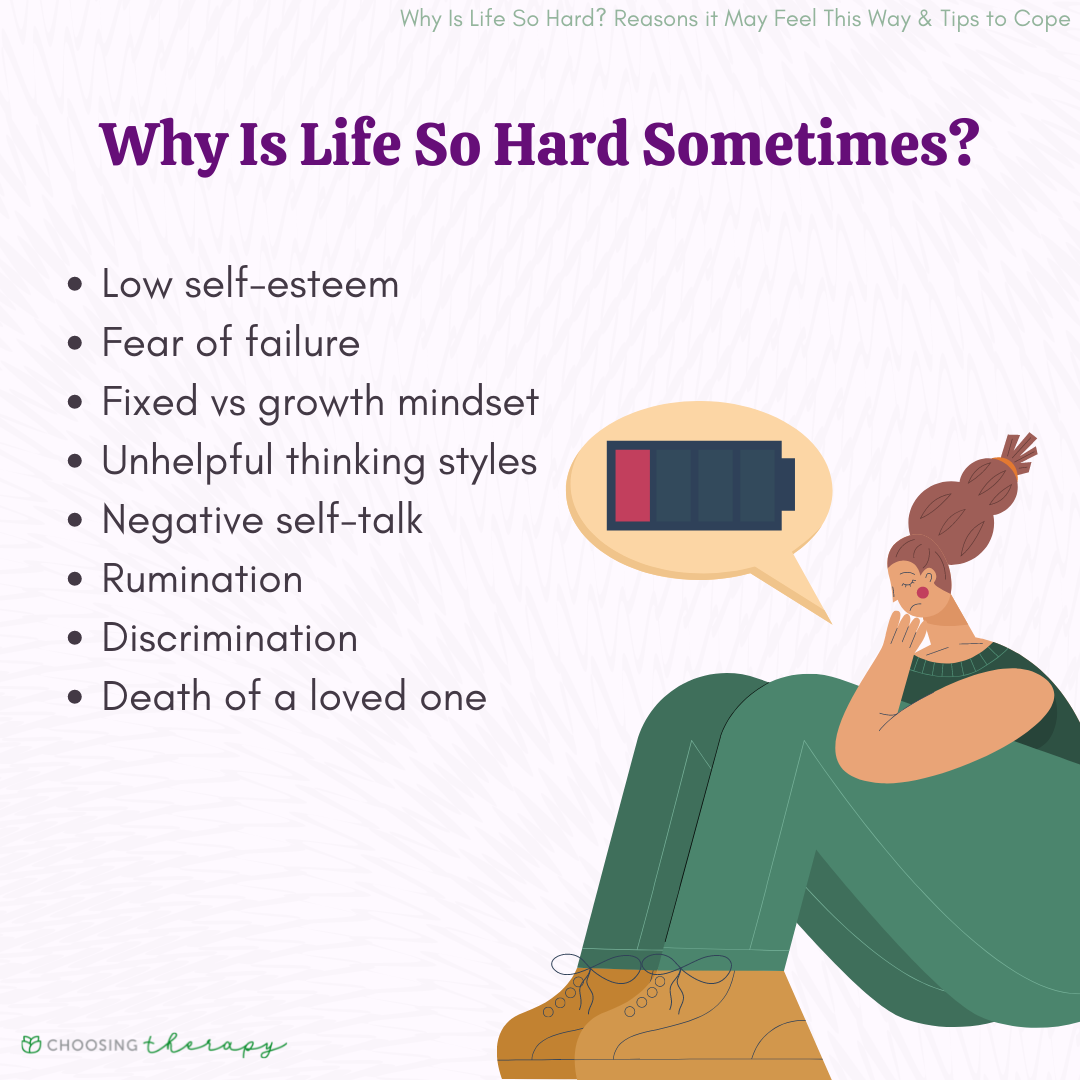 Why Is Life So Hard? Reasons it May Feel This Way & Tips to Cope
Why Is Life So Hard Sometimes?
• Low self-esteem
• Fear of failure
• Fixed vs growth mindset
• Unhelpful thinking styles
• Negative self-talk
• Rumination
• Discrimination
• Death of a loved one
CHOOSING therapy